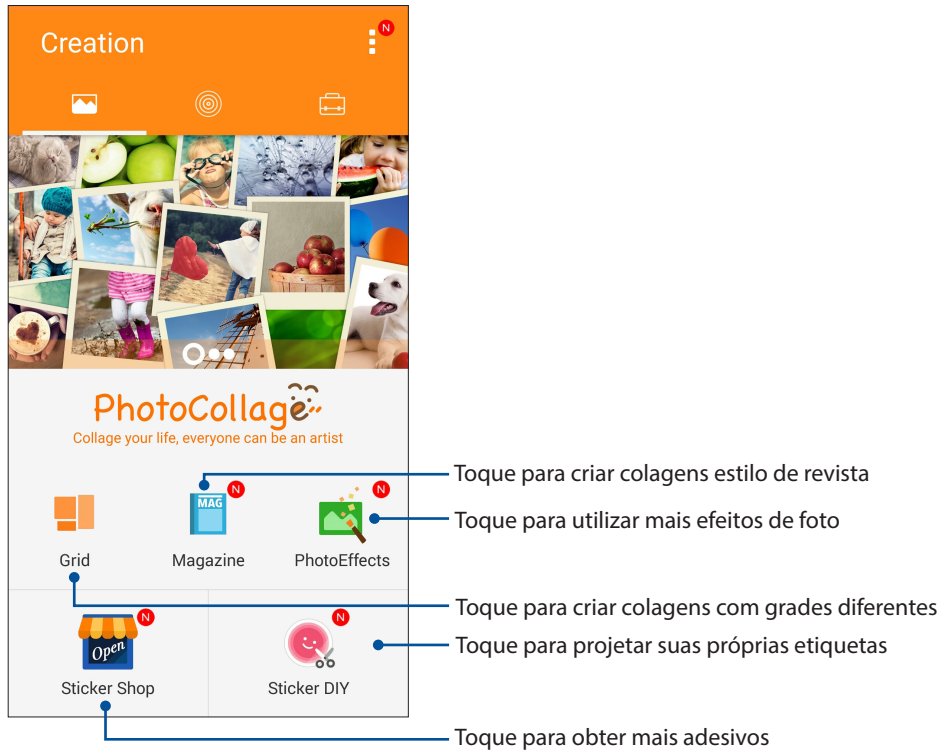 Creation
N
PhotoCollage
Collage your life, everyone can be an artist
Toque para criar colagens estilo de revista
MAG
N
N
Toque para utilizar mais efeitos de foto
Grid
Magazine
PhotoEffects
Toque para criar colagens com grades diferentes
N
N
Open
Toque para projetar suas próprias etiquetas
Sticker Shop
Sticker DIY
Toque para obter mais adesivos